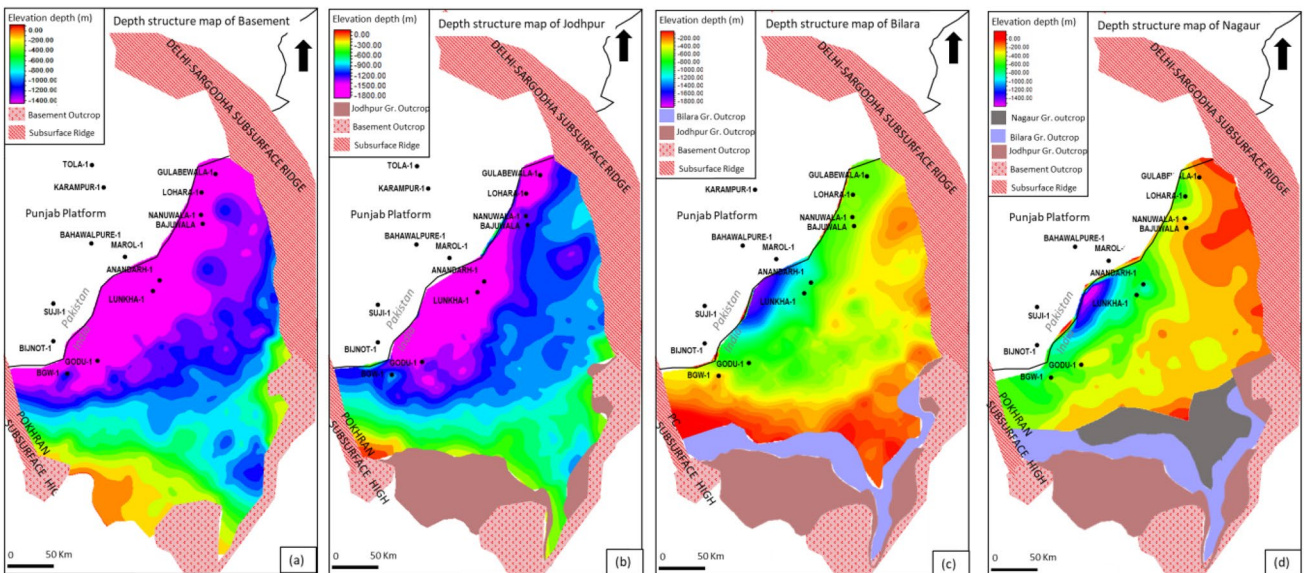 Elevation depth (m)
Depth structure map of Basement
0.00
-200.00
-400.00
-600.00
-800.00
-1000.00
-1200.00
-1400.00
Basement Outcrop
Subsurface Ridge
DELHI-SARGODHA SUBSURFACE RIDGE
TOLA-1
GULABEWALA-1
KARAMPUR-1
LOHARA-1
Punjab Platform
NANUWALA-1
BAJUWALA
BAHAWALPURE-1
MAROL-1
ANANDARH-1
LUNKHA-1
SUJI-1
Pakistan
BIJNOT-1
GODU-1
BGW-1
POKHRAN
SUBSURFACE HIG
0 50 Km
(a)
Elevation depth (m)
Depth structure map of Jodhpur
0.00
-300.00
-600.00
-900.00
-1200.00
-1500.00
-1800.00
Jodhpur Gr. Outcrop
Basement Outcrop
Subsurface Ridge
DELHI-SARGODHA SUBSURFACE RIDGE
TOLA-1
GULABEWALA-1
KARAMPUR-1
LOHARA-1
Punjab Platform
NANUWALA-1
BAJUWALA
BAHAWALPURE-1
MAROL-1
ANANDARH-1
LUNKHA-1
SUJI-1
Pakistan
BIJNOT-1
GODU-1
BGW-1
POKHRAN
SUBSURFACE HIGH
0 50 Km
(b)
Elevation depth (m)
Depth structure map of Bilara
-200.00
-400.00
-600.00
-800.00
-1000.00
-1200.00
-1400.00
-1600.00
-1800.00
Bilara Gr. Outcrop
Jodhpur Gr. Outcrop
Basement Outcrop
Subsurface Ridge
DELHI-SARGODHA SUBSURFACE RIDGE
GULABEWALA-1
KARAMPUR-1
LOHARA-1
Punjab Platform
NANUWALA-1
BAJUWALA
BAHAWALPURE-1
MAROL-1
ANANDARH-1
LUNKHA-1
SUJI-1
Pakistan
BIJNOT-1
GODU-1
BGW-1
SUBSURFACE HIGH
0 50 Km
(c)
Elevation depth (m)
Depth structure map of Nagaur
0.00
-200.00
-400.00
-600.00
-800.00
-1000.00
-1200.00
-1400.00
Nagaur Gr. outcrop
Bilara Gr. Outcrop
Jodhpur Gr. Outcrop
Basement Outcrop
Subsurface Ridge
DELHI-SARGODHA SUBSURFACE RIDGE
LOHARA-1
Punjab Platform
NANUWALA-1
BAJUWALA
BAHAWALPURE-1
MAROL-
ANANDARH-1
LUNKHA-1
SUJI-1
Pakistan
BIJNOT-1
GODU-1
BGW-1
POKHRAN
SUBSURFACE HIGH
0 50 Km
(d)